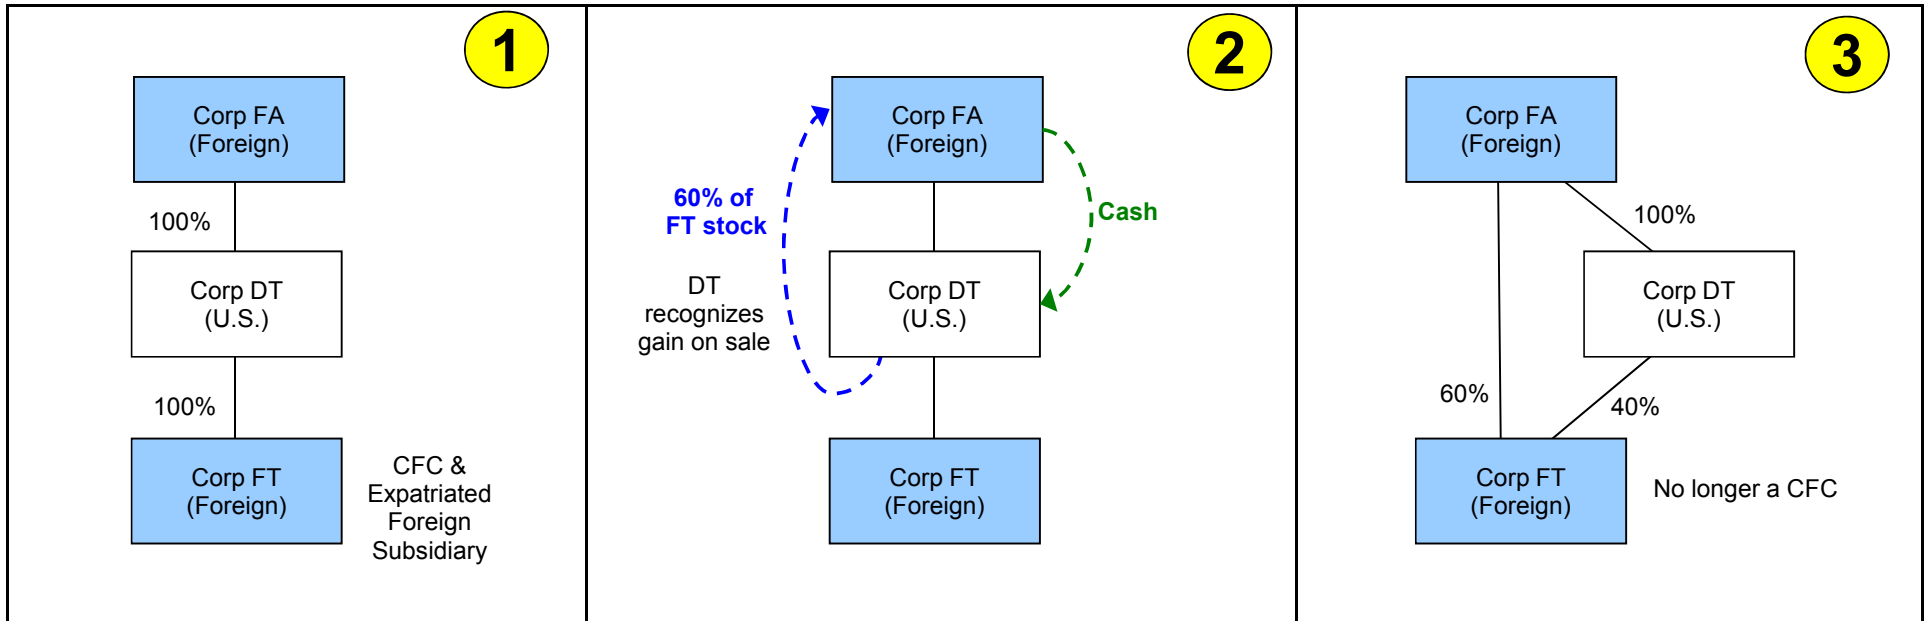 1
Corp FA
(Foreign)
100%
Corp DT
(U.S.)
100%
Corp FT
(Foreign)
CFC &
Expatriated
Foreign
Subsidiary
2
Corp FA
(Foreign)
60% of
FT stock
Cash
DT
recognizes
gain on sale
Corp DT
(U.S.)
Corp FT
(Foreign)
3
Corp FA
(Foreign)
100%
Corp DT
(U.S.)
60%
40%
Corp FT
(Foreign)
No longer a CFC